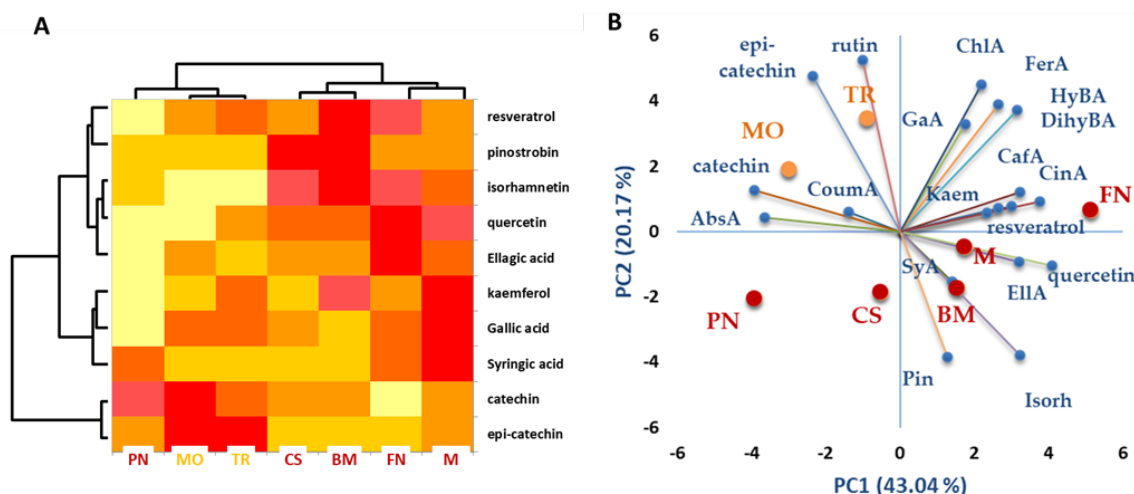 A
resveratrol
pinostrobin
isorhamnetin
quercetin
Ellagic acid
kaemferol
Gallic acid
Syringic acid
catechin
epi-catechin
PN MO TR CS BM FN M
B
PC2 (20.17 %)
6
4
2
0
-2
-4
-6
epi-
catechin
rutin
ChlA
FerA
TR
GaA
HyBA
DihyBA
MO
CafA
catechin
CoumA
Kaem
CinA
FN
AbsA
resveratrol
M
SyA
quercetin
EllA
PN
CS
BM
Pin
Isorh
-6 -4 -2 0 2 4 6
PC1 (43.04 %)